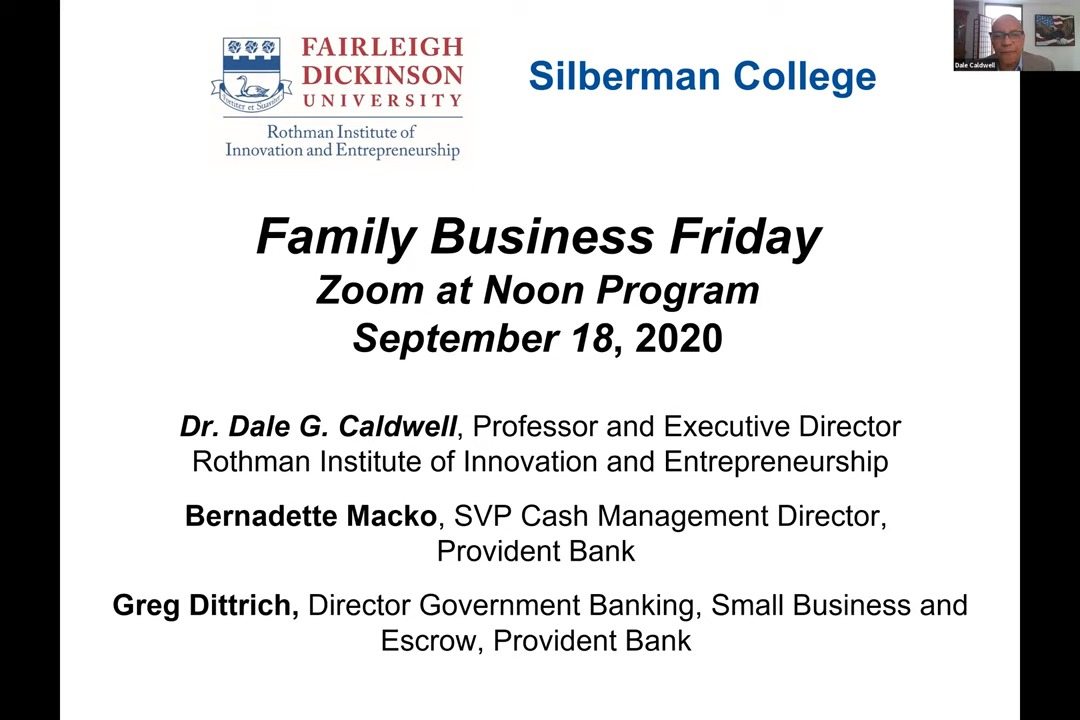 FAIRLEIGH
DICKINSON
UNIVERSITY
Rothman Institute of
Innovation and Entrepreneurship
Silberman College
Dale Caldwell
Family Business Friday
Zoom at Noon Program
September 18, 2020
Dr. Dale G. Caldwell, Professor and Executive Director
Rothman Institute of Innovation and Entrepreneurship
Bernadette Macko, SVP Cash Management Director,
Provident Bank
Greg Dittrich, Director Government Banking, Small Business and
Escrow, Provident Bank